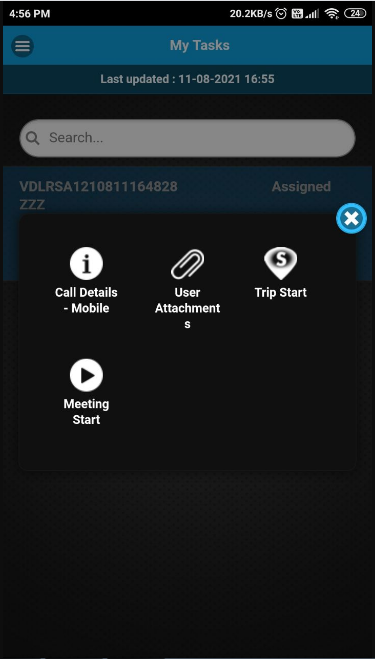 4:56 PM 20.2KB/s 24
My Tasks
Last updated : 11-08-2021 16:55
Search...
VDLRSA1210811164828 Assigned
ZZZ
Call Details
- Mobile
User
Attachment
s
S
Trip Start
Meeting
Start